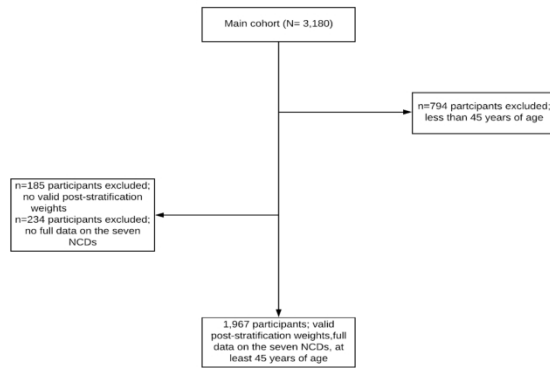 Main cohort (N= 3,180)
n=794 partcipants excluded;
less than 45 years of age
n=185 participants excluded;
no valid post-stratification
weights
n=234 participants excluded;
no full data on the seven
NCDs
1,967 participants; valid
post-stratification weights,full
data on the seven NCDs, at
least 45 years of age